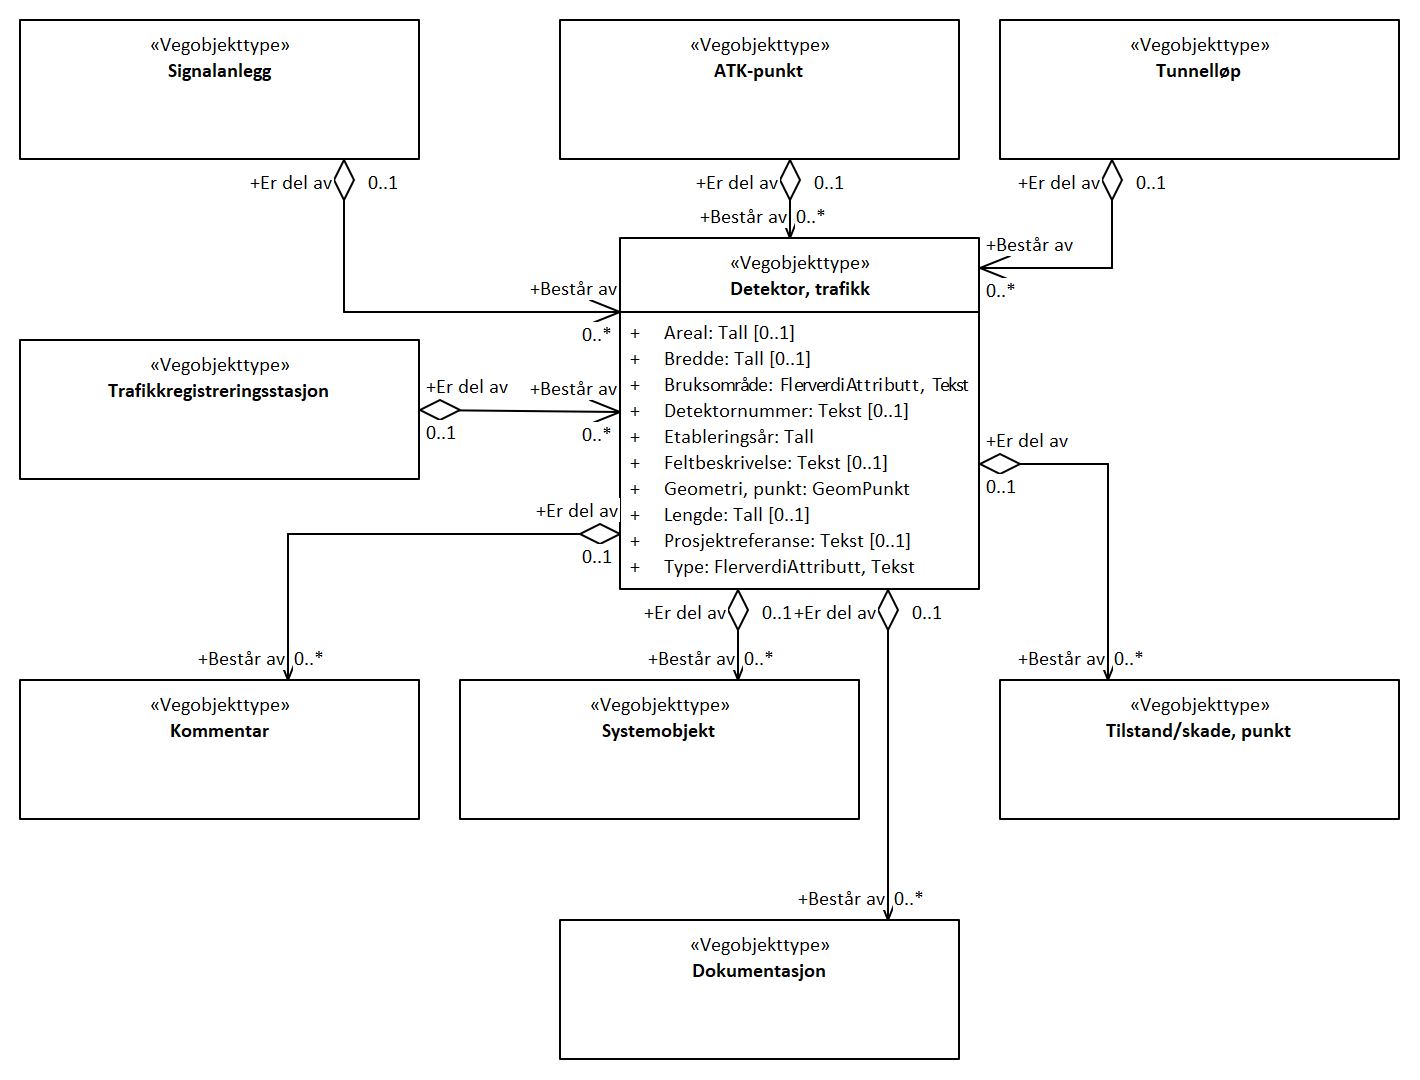 «Vegobjekttype»
Signalanlegg
«Vegobjekttype»
ATK-punkt
«Vegobjekttype»
Tunnelløp
+Er del av 0..1
+Er del av 0..1
+Er del av 0..1
+Består av 0..*
+Består av
0..*
+Består av
0..*
«Vegobjekttype»
Detektor, trafikk
+ Areal: Tall [0..1]
+ Bredde: Tall [0..1]
+ Bruksområde: FlerverdiAttributt, Tekst
+ Detektornummer: Tekst [0..1]
+ Etableringsår: Tall
+ Feltbeskrivelse: Tekst [0..1]
+ Geometri, punkt: GeomPunkt
+ Lengde: Tall [0..1]
+ Prosjektreferanse: Tekst [0..1]
+ Type: FlerverdiAttributt, Tekst
«Vegobjekttype»
Trafikkregistreringsstasjon
+Er del av
0..1
+Består av
0..*
+Er del av
0..1
+Er del av
0..1
+Er del av 0..1
+Er del av 0..1
+Består av 0..*
+Består av 0..*
+Består av 0..*
«Vegobjekttype»
Kommentar
«Vegobjekttype»
Systemobjekt
«Vegobjekttype»
Tilstand/skade, punkt
+Består av 0..*
«Vegobjekttype»
Dokumentasjon